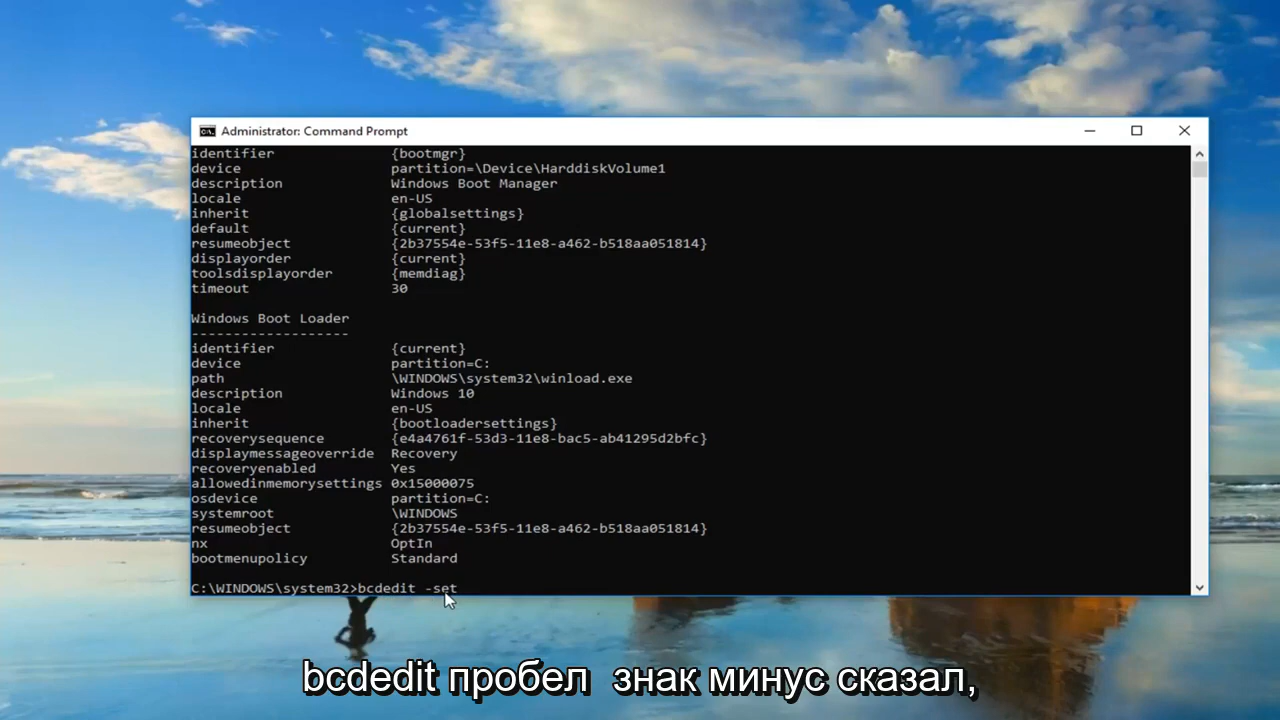 Administrator: Command Prompt
identifier {bootmgr}
device partition=\Device\HarddiskVolume1
description Windows Boot Manager
locale en-US
inherit {globalsettings}
default {current}
resumeobject {2b37554e-53f5-11e8-a462-b518aa051814}
displayorder {current}
toolsdisplayorder {memdiag}
timeout 30
Windows Boot Loader
-------------------
identifier {current}
device partition=C:
path \WINDOWS\system32\winload.exe
description Windows 10
locale en-US
inherit {bootloadersettings}
recoverysequence {e4a4761f-53d3-11e8-bac5-ab41295d2bfc}
displaymessageoverride Recovery
recoveryenabled Yes
allowedinmemorysettings 0x15000075
osdevice partition=C:
systemroot \WINDOWS
resumeobject {2b37554e-53f5-11e8-a462-b518aa051814}
nx OptIn
bootmenupolicy Standard
C:\WINDOWS\system32>bcdedit -set
bcdedit пробел знак минус сказал,